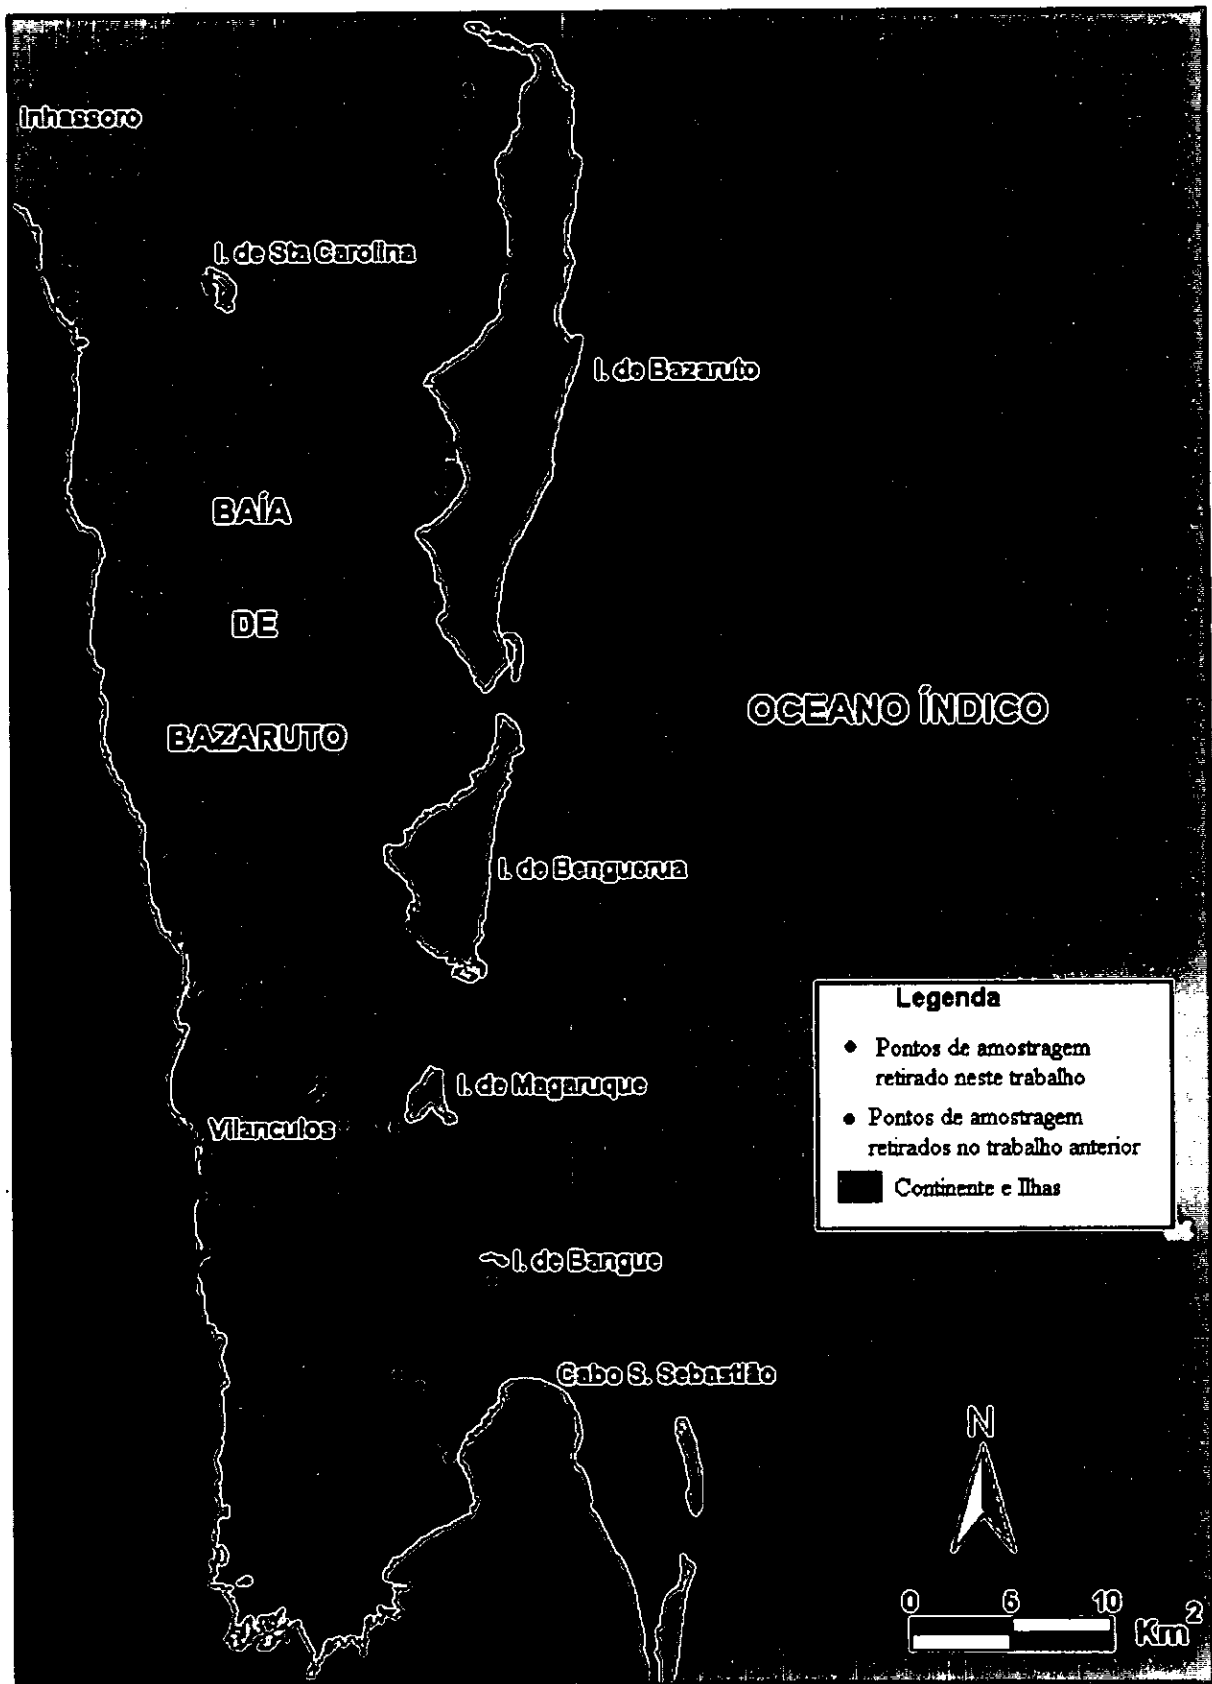 Inhassoro
I. de Sta Carolina
I. de Bazaruto
BAÍA
DE
BAZARUTO
OCEANO ÍNDICO
I. de Benguerua
Legenda
Pontos de amostragem
retirado neste trabalho
Pontos de amostragem
retirados no trabalho anterior
Continente e Ilhas
I. de Magaruque
Vilanculos
I. de Bangue
Cabo S. Sebastião
N
0 6 10
Km²